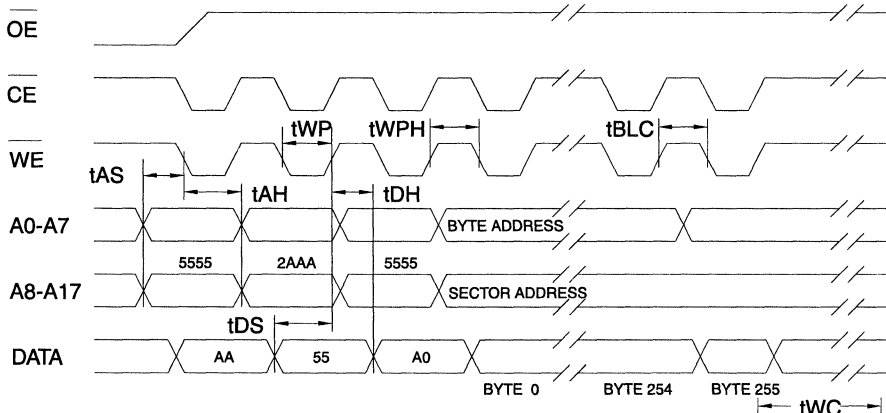 OE
CE
tWP tWPH tBLC
WE
tAS
tAH tDH
A0-A7 BYTE ADDRESS
5555 2AAA 5555
A8-A17 SECTOR ADDRESS
tDS
DATA AA 55 A0
BYTE 0 BYTE 254 BYTE 255
tWC